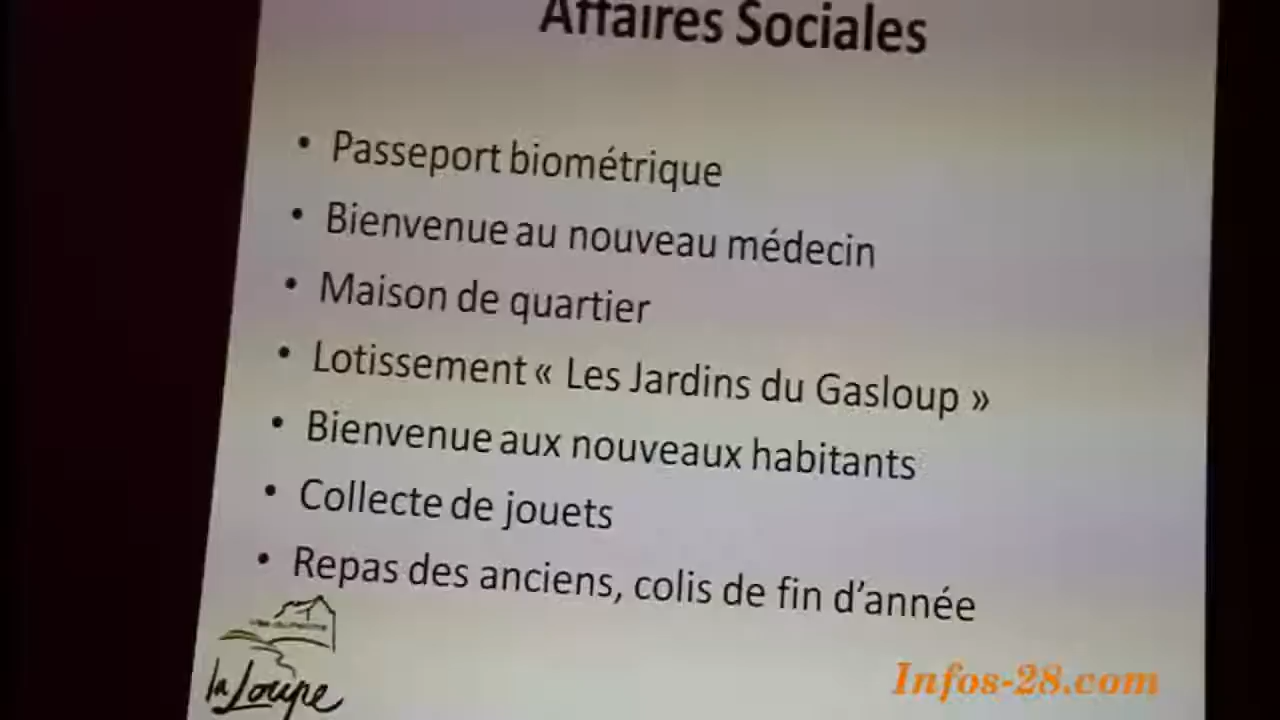 Affaires Sociales
• Passeport biométrique
• Bienvenue au nouveau médecin
• Maison de quartier
• Lotissement « Les Jardins du Gasloup »
• Bienvenue aux nouveaux habitants
• Collecte de jouets
• Repas des anciens, colis de fin d’année
la Loupe
Infos-28.com